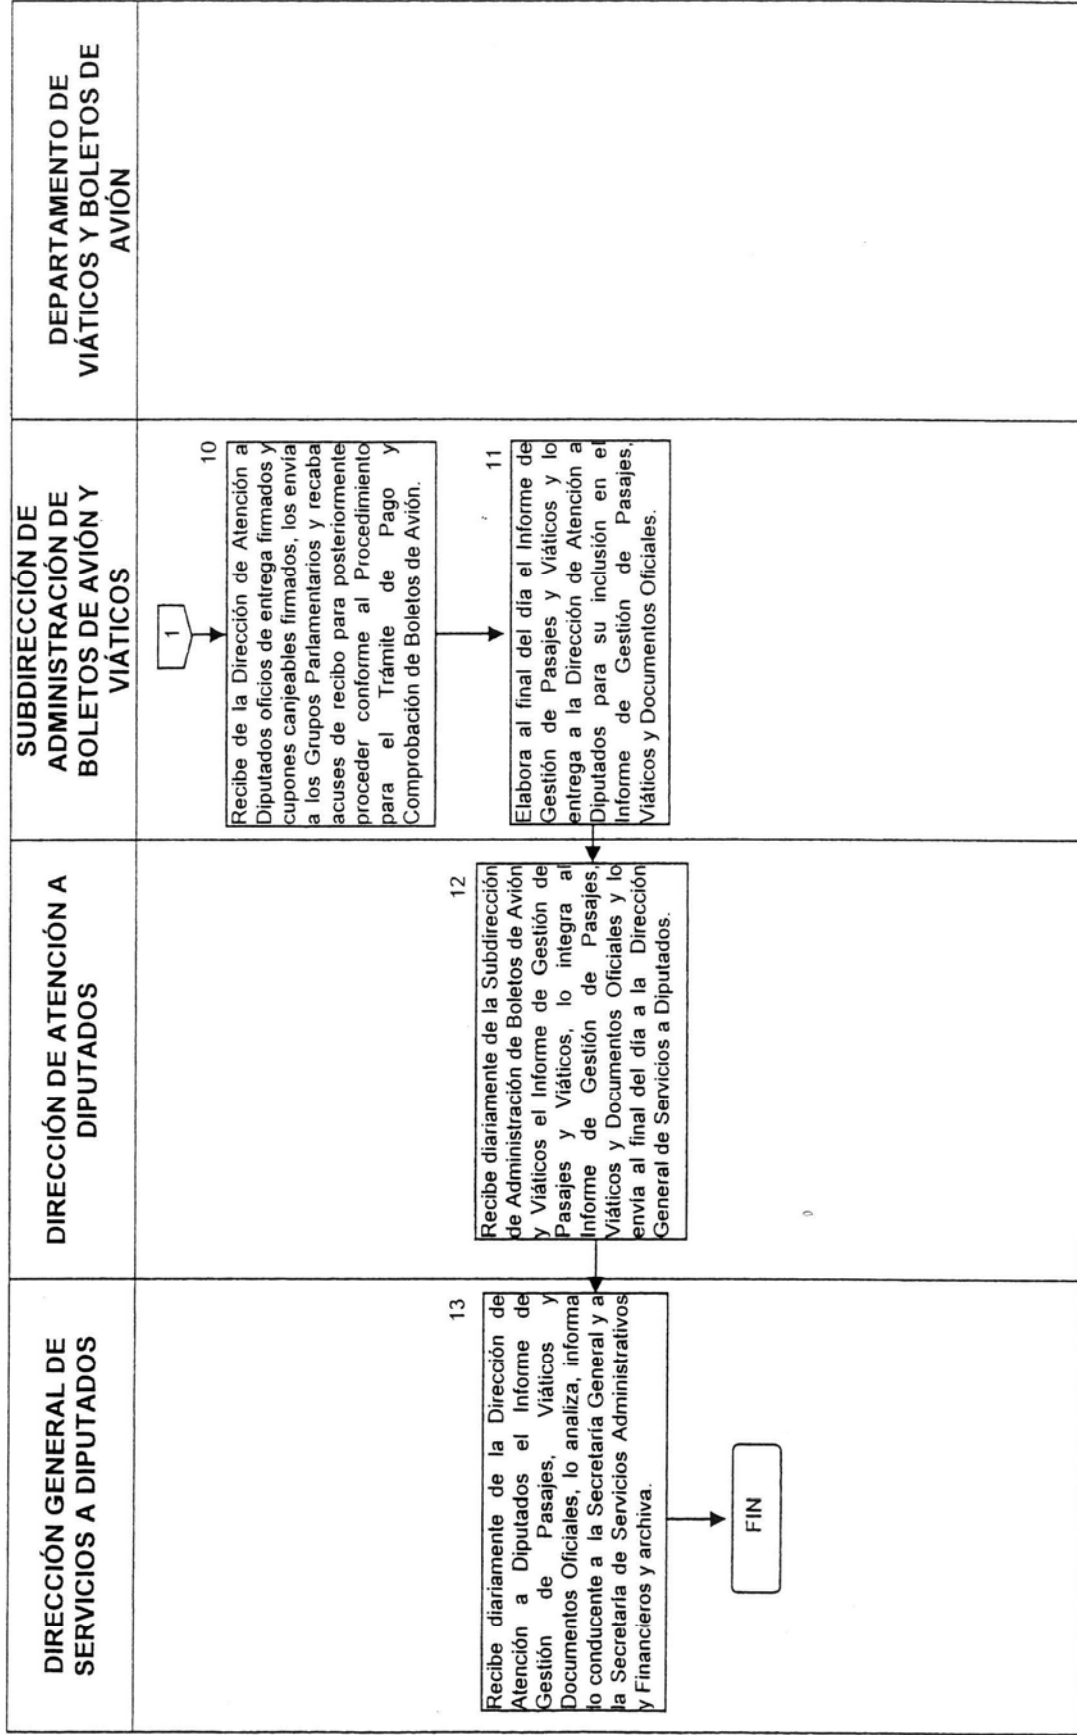 DIRECCIÓN GENERAL DE
SERVICIOS A DIPUTADOS
DIRECCIÓN DE ATENCIÓN A
DIPUTADOS
SUBDIRECCIÓN DE
ADMINISTRACIÓN DE
BOLETOS DE AVIÓN Y
VIÁTICOS
DEPARTAMENTO DE
VIÁTICOS Y BOLETOS DE
AVIÓN
1
10
Recibe de la Dirección de Atención a
Diputados oficios de entrega firmados y
cupones canjeables firmados, los envía
a los Grupos Parlamentarios y recaba
acuses de recibo para posteriormente
proceder conforme al Procedimiento
para el Trámite de Pago y
Comprobación de Boletos de Avión.
11
Elabora al final del día el Informe de
Gestión de Pasajes y Viáticos y lo
entrega a la Dirección de Atención a
Diputados para su inclusión en el
Informe de Gestión de Pasajes,
Viáticos y Documentos Oficiales.
12
Recibe diariamente de la Subdirección
de Administración de Boletos de Avión
y Viáticos el Informe de Gestión de
Pasajes y Viáticos, lo integra al
Informe de Gestión de Pasajes,
Viáticos y Documentos Oficiales y lo
envía al final del día a la Dirección
General de Servicios a Diputados.
13
Recibe diariamente de la Dirección de
Atención a Diputados el Informe de
Gestión de Pasajes, Viáticos y
Documentos Oficiales, lo analiza, informa
lo conducente a la Secretaría General y a
la Secretaría de Servicios Administrativos
y Financieros y archiva.
FIN